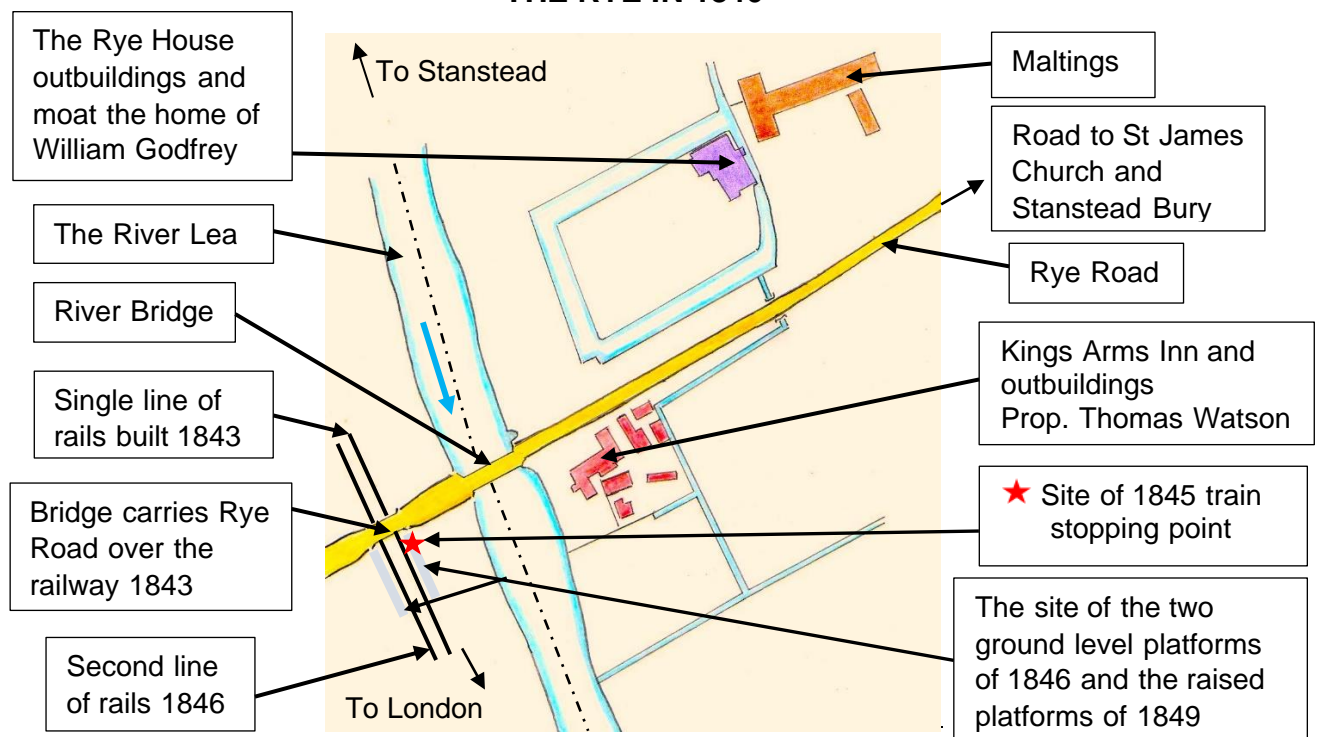 The Rye House
outbuildings and
moat the home of
William Godfrey
The River Lea
River Bridge
Single line of
rails built 1843
Bridge carries Rye
Road over the
railway 1843
Second line
of rails 1846
To Stanstead
To London
Maltings
Road to St James
Church and
Stanstead Bury
Rye Road
Kings Arms Inn and
outbuildings
Prop. Thomas Watson
Site of 1845 train
stopping point
The site of the two
ground level platforms
of 1846 and the raised
platforms of 1849